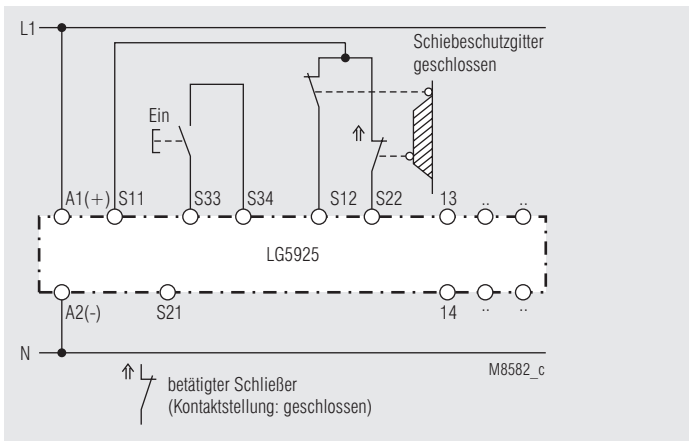 L1
Schiebeschutzgitter
geschlossen
Ein
A1(+) S11 S33 S34 S12 S22 13 .. ..
LG5925
A2(-) S21 14 .. ..
N
M8582_c
betätigter Schließer
(Kontaktstellung: geschlossen)